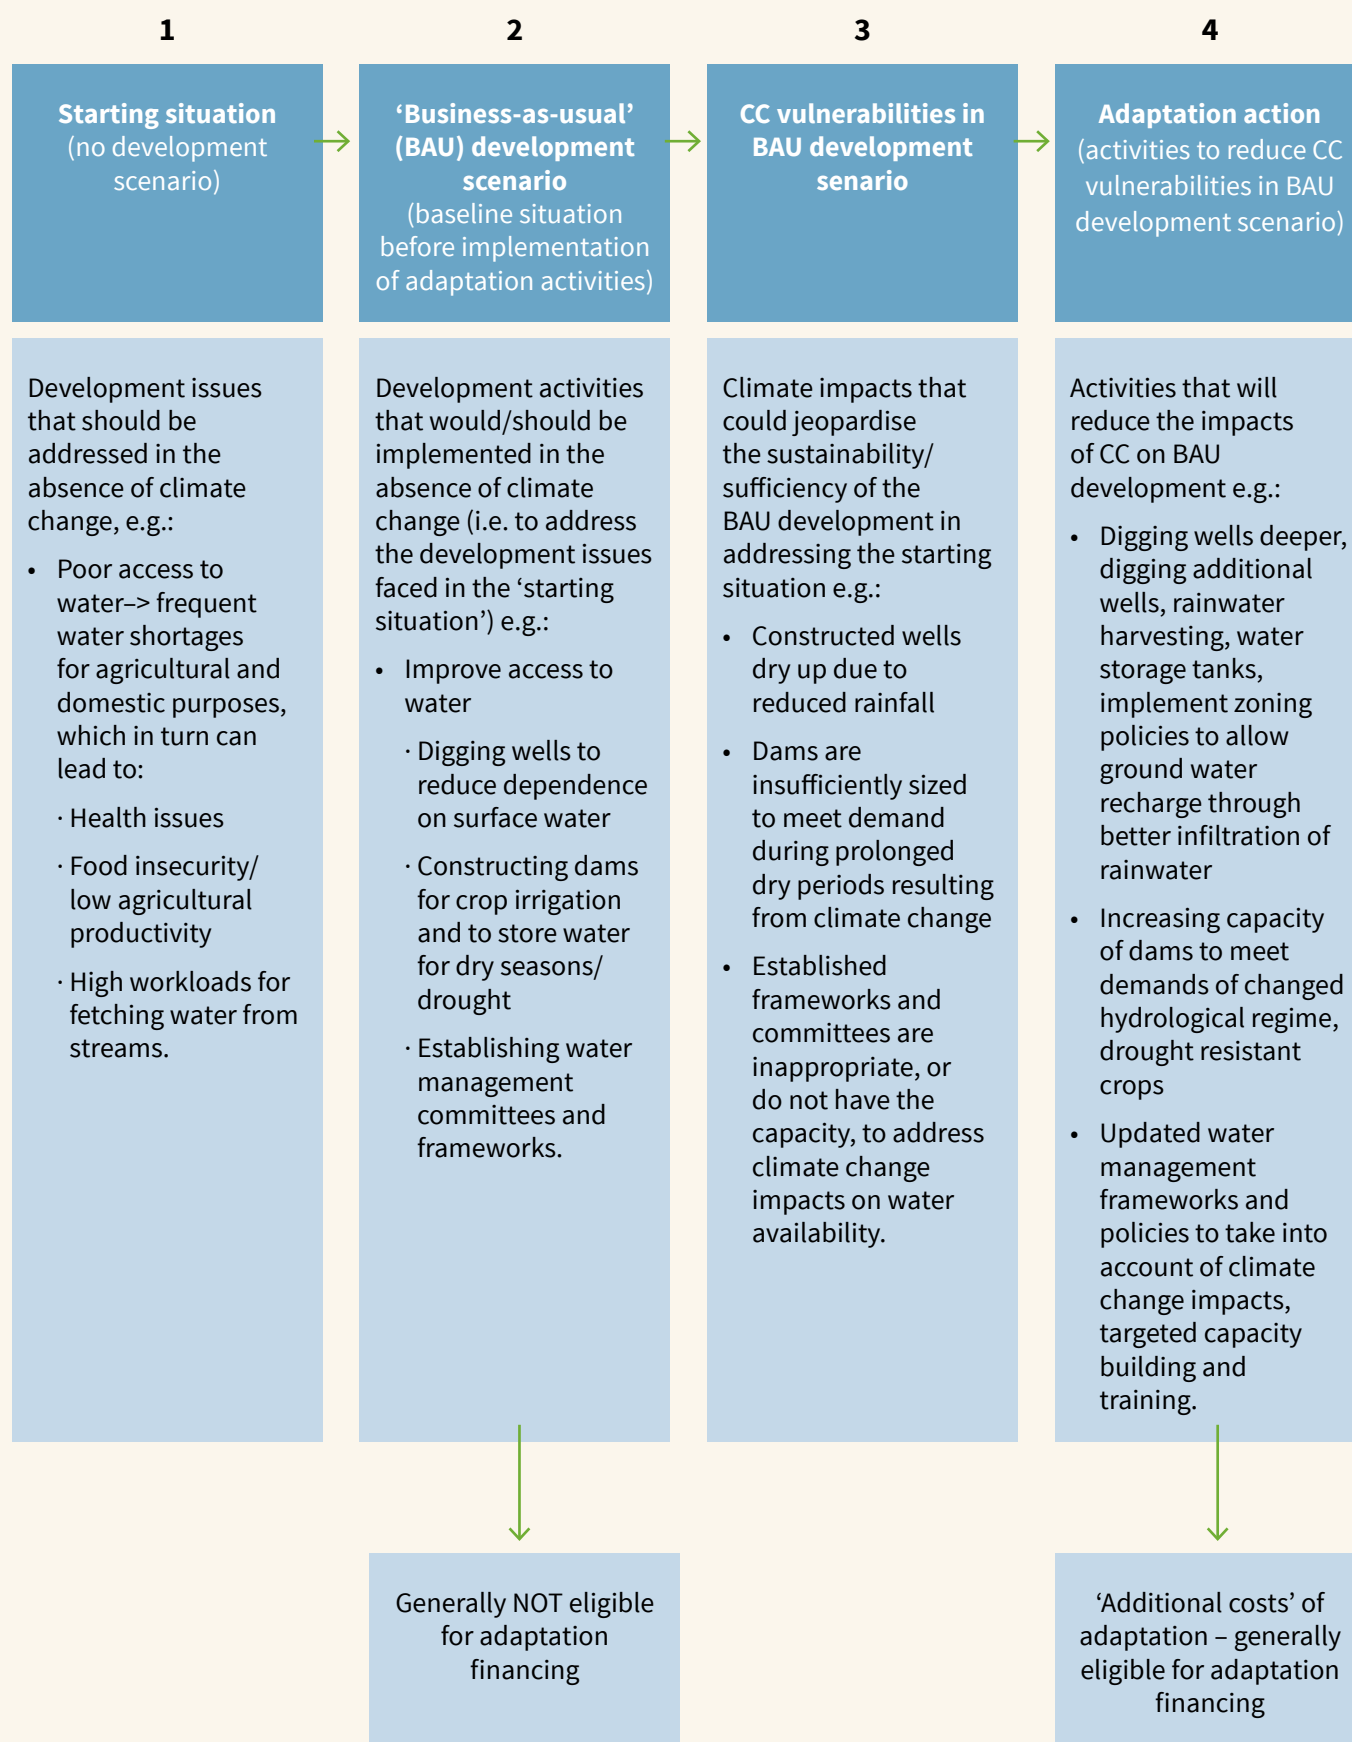 1
Starting situation
(no development
scenario)
Development issues
that should be
addressed in the
absence of climate
change, e.g.:
• Poor access to
water–> frequent
water shortages
for agricultural and
domestic purposes,
which in turn can
lead to:
· Health issues
· Food insecurity/
low agricultural
productivity
· High workloads for
fetching water from
streams.
2
‘Business-as-usual’
(BAU) development
scenario
(baseline situation
before implementation
of adaptation activities)
Development activities
that would/should be
implemented in the
absence of climate
change (i.e. to address
the development issues
faced in the ‘starting
situation’) e.g.:
• Improve access to
water
· Digging wells to
reduce dependence
on surface water
· Constructing dams
for crop irrigation
and to store water
for dry seasons/
drought
· Establishing water
management
committees and
frameworks.
Generally NOT eligible
for adaptation
financing
3
CC vulnerabilities in
BAU development
senario
Climate impacts that
could jeopardise
the sustainability/
sufficiency of the
BAU development in
addressing the starting
situation e.g.:
• Constructed wells
dry up due to
reduced rainfall
• Dams are
insufficiently sized
to meet demand
during prolonged
dry periods resulting
from climate change
• Established
frameworks and
committees are
inappropriate, or
do not have the
capacity, to address
climate change
impacts on water
availability.
4
Adaptation action
(activities to reduce CC
vulnerabilities in BAU
development scenario)
Activities that will
reduce the impacts
of CC on BAU
development e.g.:
• Digging wells deeper,
digging additional
wells, rainwater
harvesting, water
storage tanks,
implement zoning
policies to allow
ground water
recharge through
better infiltration of
rainwater
• Increasing capacity
of dams to meet
demands of changed
hydrological regime,
drought resistant
crops
• Updated water
management
frameworks and
policies to take into
account of climate
change impacts,
targeted capacity
building and
training.
‘Additional costs’ of
adaptation – generally
eligible for adaptation
financing